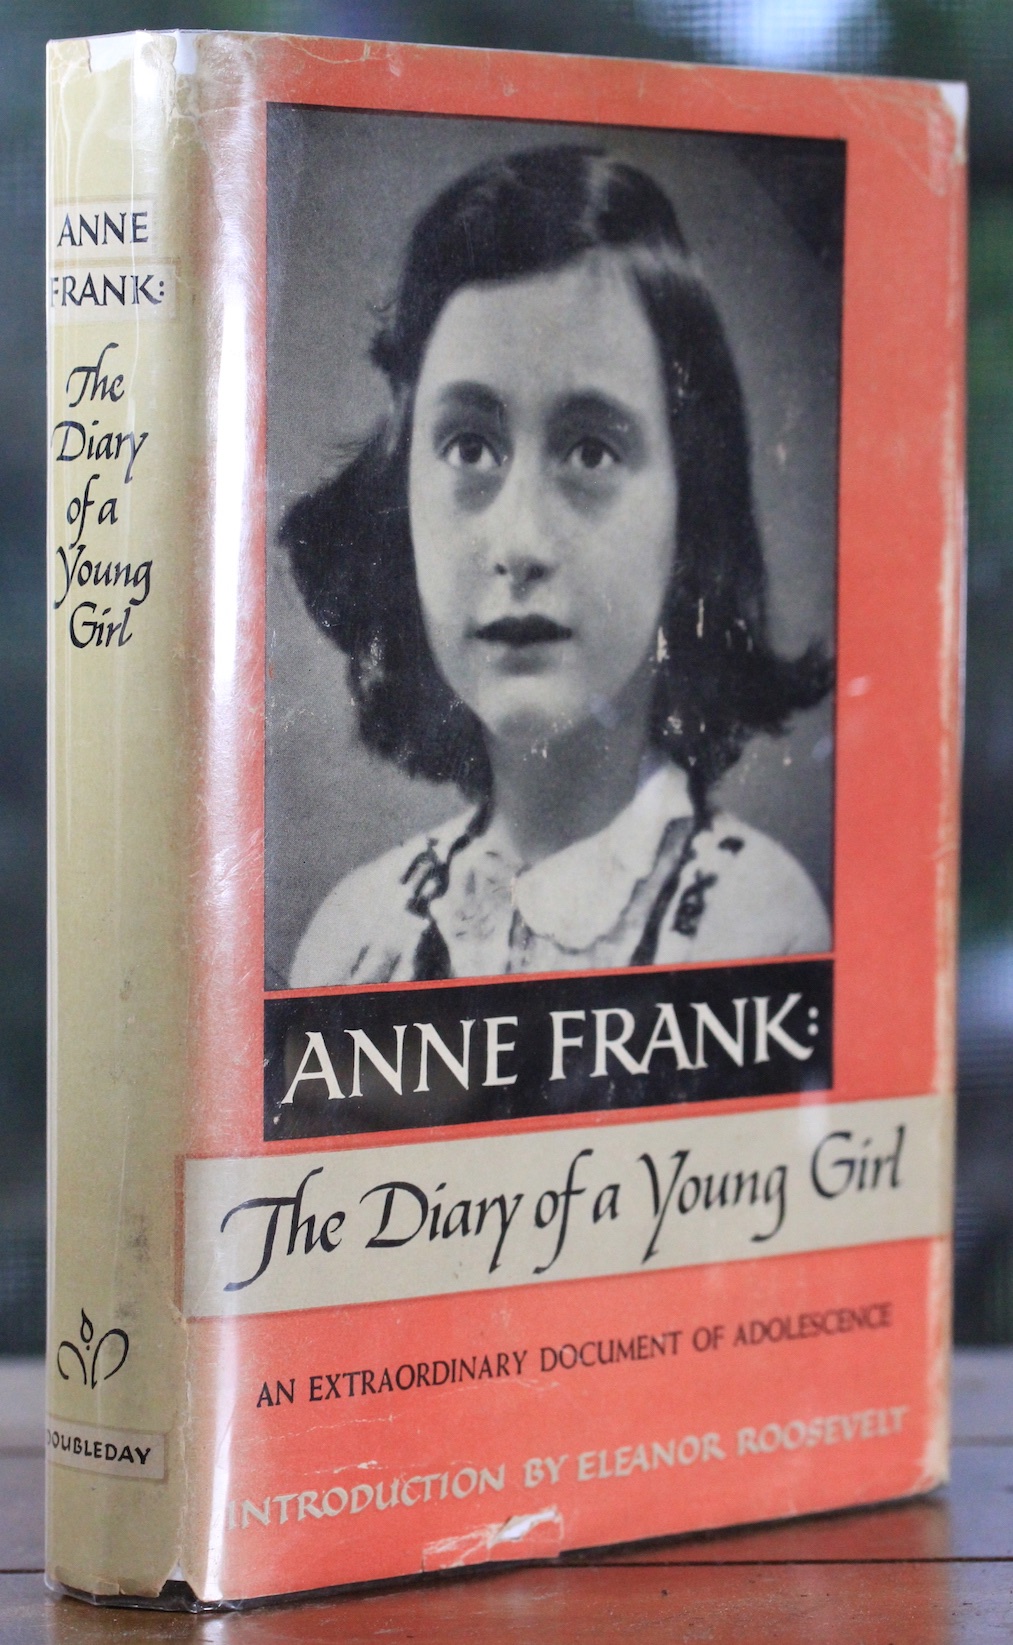 ANNE
FRANK:
The
Diary
of a
Young
Girl
DOUBLEDAY
ANNE FRANK:
The Diary of a Young Girl
AN EXTRAORDINARY DOCUMENT OF ADOLESCENCE
INTRODUCTION BY ELEANOR ROOSEVELT